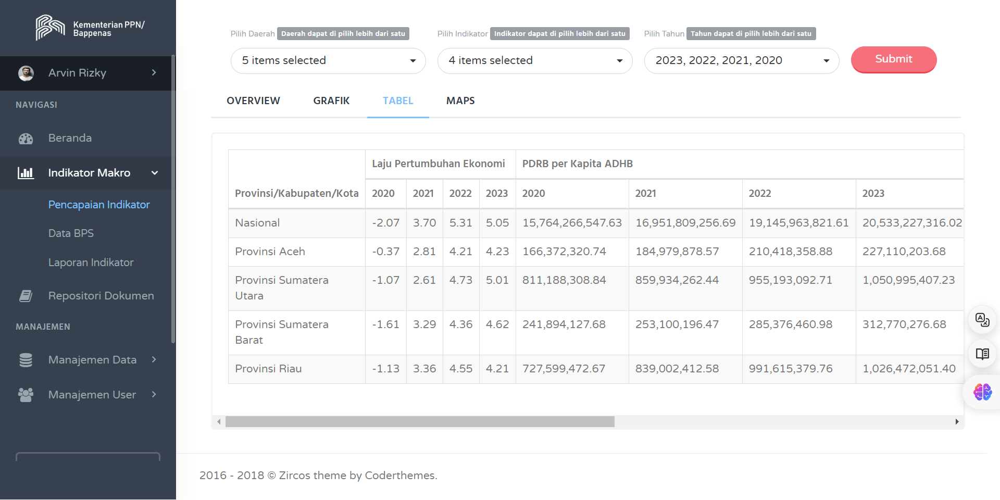 Kementerian PPN/
Bappenas
Arvin Rizky
NAVIGASI
Beranda
Indikator Makro
Pencapaian Indikator
Data BPS
Laporan Indikator
Repositori Dokumen
MANAJEMEN
Manajemen Data
Manajemen User
Pilih Daerah Daerah dapat di pilih lebih dari satu
5 items selected
Pilih Indikator Indikator dapat di pilih lebih dari satu
4 items selected
Pilih Tahun Tahun dapat di pilih lebih dari satu
2023, 2022, 2021, 2020
Submit
OVERVIEW GRAFIK TABEL MAPS
Provinsi/Kabupaten/Kota
Laju Pertumbuhan Ekonomi PDRB per Kapita ADHB
2020 2021 2022 2023 2020 2021 2022 2023
Nasional -2.07 3.70 5.31 5.05 15,764,266,547.63 16,951,809,256.69 19,145,963,821.61 20,533,227,316.02
Provinsi Aceh -0.37 2.81 4.21 4.23 166,372,320.74 184,979,878.57 210,418,358.88 227,110,203.68
Provinsi Sumatera
Utara
-1.07 2.61 4.73 5.01 811,188,308.84 859,934,262.44 955,193,092.71 1,050,995,407.23
Provinsi Sumatera
Barat
-1.61 3.29 4.36 4.62 241,894,127.68 253,100,196.47 285,376,460.98 312,770,276.68
Provinsi Riau -1.13 3.36 4.55 4.21 727,599,472.67 839,002,412.58 991,615,379.76 1,026,472,051.40
2016 - 2018 © Zircos theme by Coderthemes.